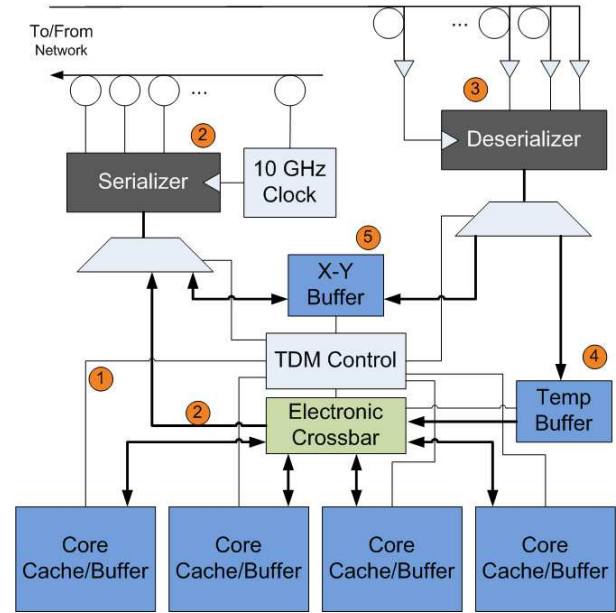 To/From
Network
...
...
3
2
Deserializer
Serializer
10 GHz
Clock
5
X-Y
Buffer
TDM Control
4
1
Temp
Buffer
2
Electronic
Crossbar
Core
Cache/Buffer
Core
Cache/Buffer
Core
Cache/Buffer
Core
Cache/Buffer